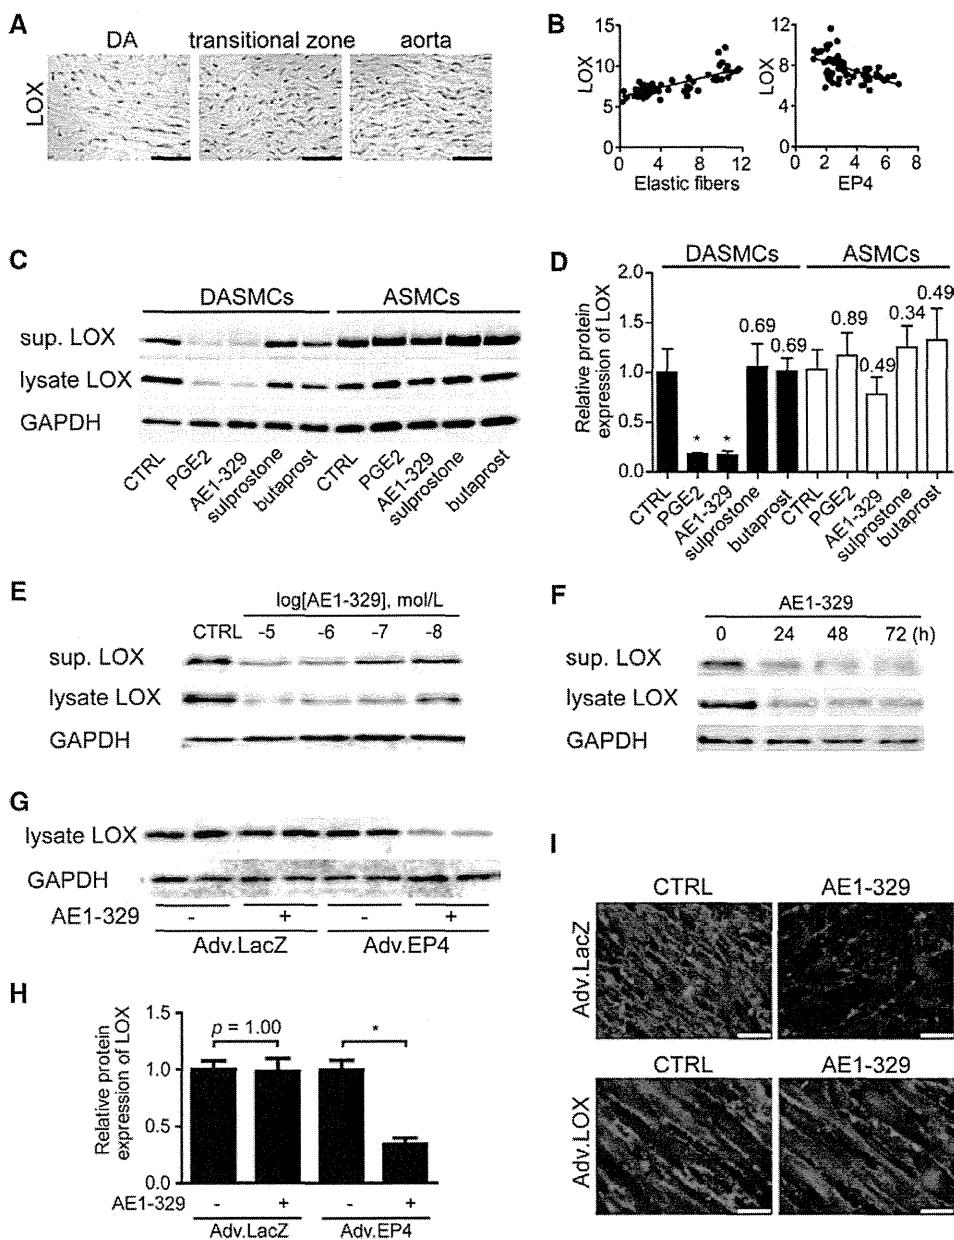 A
DA transitional zone aorta
LOX
B
LOX
15
10
5
0
0 4 8 12
Elastic fibers
LOX
12
9
6
3
0 2 4 6 8
EP4
C
DASMCs ASMCs
sup. LOX
lysate LOX
GAPDH
CTRL PGE2 AE1-329 sulprostone butaprost CTRL PGE2 AE1-329 sulprostone butaprost
D
DASMCs ASMCs
Relative protein
expression of LOX
2.0
1.5
1.0
0.5
0.0
* * 0.69 0.69 0.89 0.49 0.34 0.49
CTRL PGE2 AE1-329 sulprostone butaprost CTRL PGE2 AE1-329 sulprostone butaprost
E
log[AE1-329], mol/L
CTRL -5 -6 -7 -8
sup. LOX
lysate LOX
GAPDH
F
AE1-329
0 24 48 72 (h)
sup. LOX
lysate LOX
GAPDH
G
lysate LOX
GAPDH
AE1-329 - + - +
Adv.LacZ Adv.EP4
H
Relative protein
expression of LOX
1.5
1.0
0.5
0.0
p = 1.00 *
AE1-329 - + - +
Adv.LacZ Adv.EP4
I
CTRL AE1-329
Adv.LacZ
CTRL AE1-329
Adv.LOX